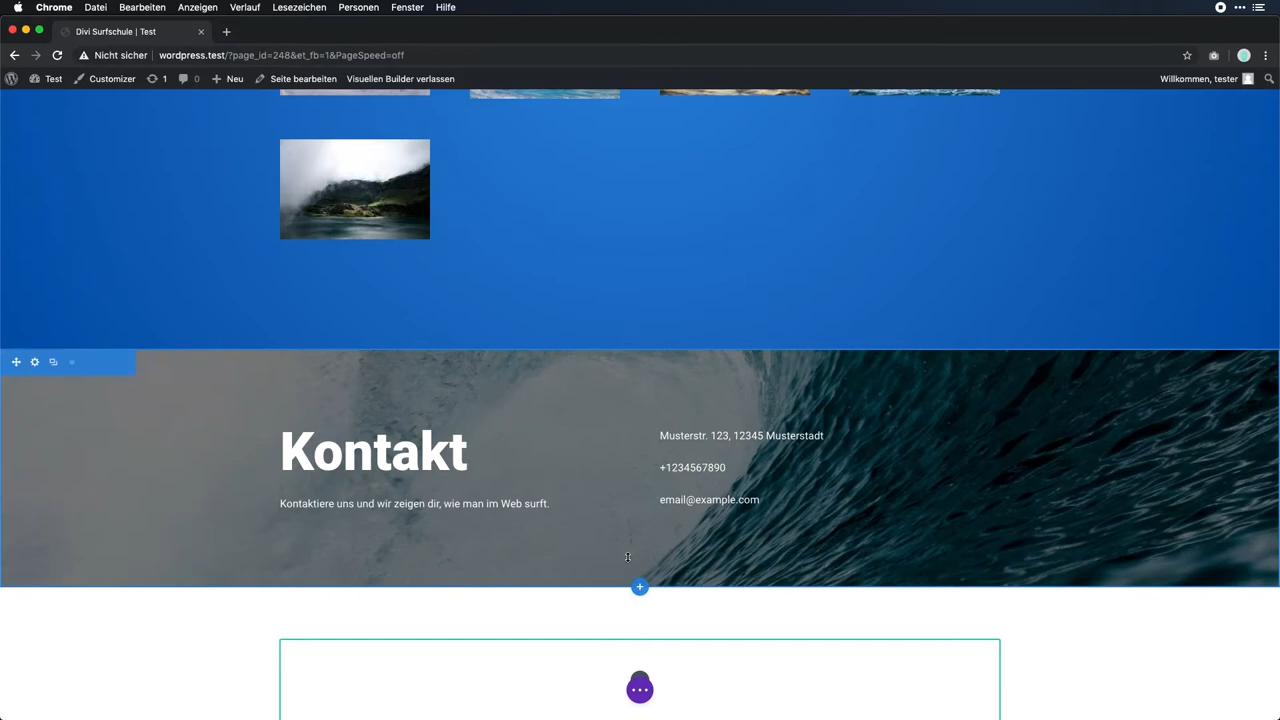 Chrome Datei Bearbeiten Anzeigen Verlauf Lesezeichen Personen Fenster Hilfe
Divi Surfschule | Test
Nicht sicher wordpress.test/?page_id=248&et_fb=1&PageSpeed=off
Test Customizer 1 0 Neu Seite bearbeiten Visuellen Builder verlassen Willkommen, tester
Kontakt
Kontaktiere uns und wir zeigen dir, wie man im Web surft.
Musterstr. 123, 12345 Musterstadt
+1234567890
email@example.com